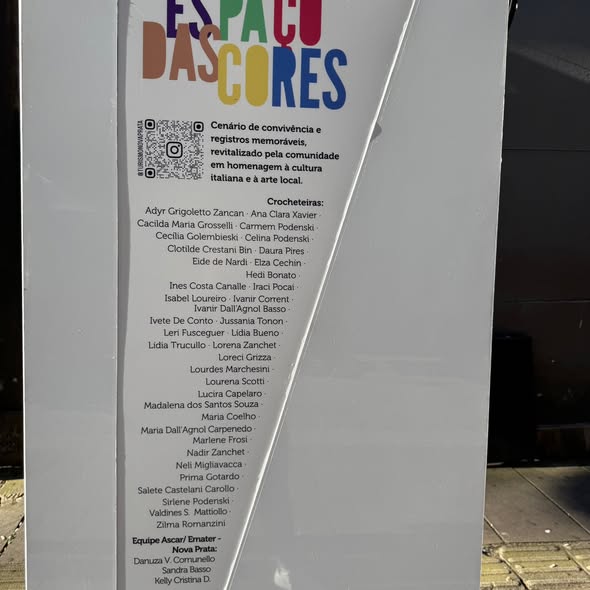 ESPAÇO
DAS CORES
@TURISMONOVAPRATA
Cenário de convivência e
registros memoráveis,
revitalizado pela comunidade
em homenagem à cultura
italiana e à arte local.
Crocheteiras:
Adyr Grigoletto Zancan · Ana Clara Xavier ·
Cacilda Maria Grosselli · Carmem Podenski ·
Cecília Golembieski · Celina Podenski ·
Clotilde Crestani Bin · Daura Pires ·
Eide de Nardi · Elza Cechin ·
Hedi Bonato ·
Ines Costa Canalle · Iraci Pocai ·
Isabel Loureiro · Ivanir Corrent ·
Ivanir Dall'Agnol Basso ·
Ivete De Conto · Jussania Tonon ·
Leri Fusceguer · Lídia Bueno ·
Lídia Trucullo · Lorena Zanchet ·
Loreci Grizza ·
Lourdes Marchesini ·
Lourena Scotti ·
Lucira Capelaro ·
Madalena dos Santos Souza ·
Maria Coelho ·
Maria Dall'Agnol Carpenedo ·
Marlene Frosi ·
Nadir Zanchet ·
Neli Migliavacca ·
Prima Gotardo ·
Salete Castelani Carollo ·
Sirlene Podenski ·
Valdines S. Mattiollo ·
Zilma Romanzini
Equipe Ascar/ Emater -
Nova Prata:
Danuza V. Comunello
Sandra Basso
Kelly Cristina D.